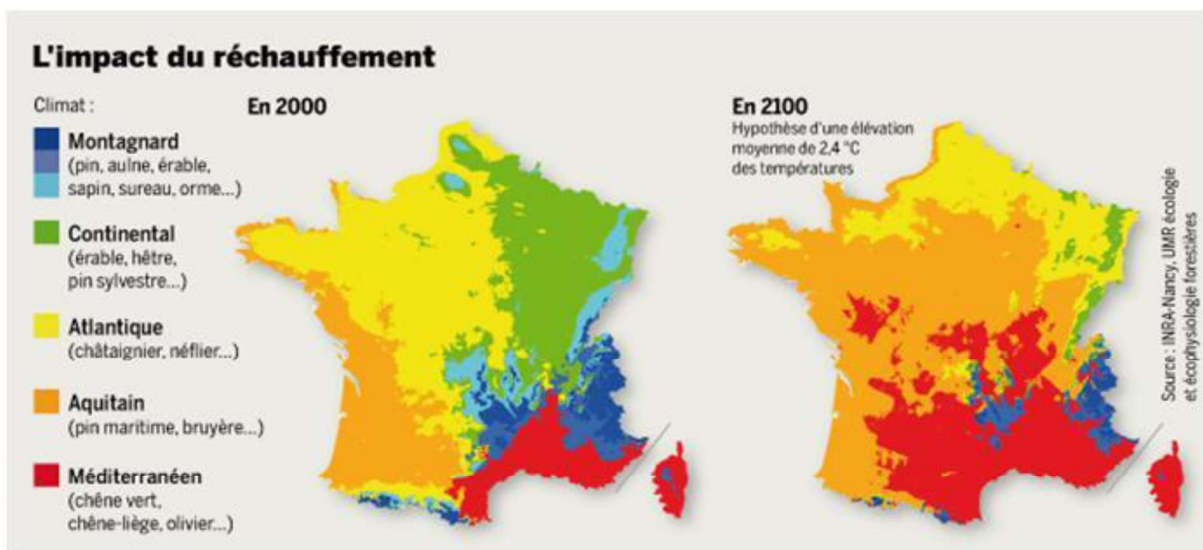 L'impact du réchauffement
Climat :
Montagnard
(pin, aulne, érable,
sapin, sureau, orme...)
Continental
(érable, hêtre,
pin sylvestre...)
Atlantique
(châtaignier, néflier...)
Aquitain
(pin maritime, bruyère...)
Méditerranéen
(chêne vert,
chêne-liège, olivier...)
En 2000
En 2100
Hypothèse d'une élévation
moyenne de 2,4 °C
des températures
Source : INRA-Nancy, UMR écologie
et écophysiologie forestières